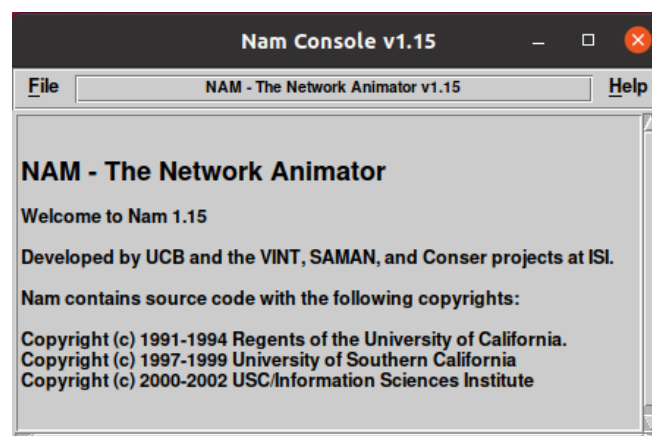 Nam Console v1.15
File
NAM - The Network Animator v1.15
Help
NAM - The Network Animator
Welcome to Nam 1.15
Developed by UCB and the VINT, SAMAN, and Conser projects at ISI.
Nam contains source code with the following copyrights:
Copyright (c) 1991-1994 Regents of the University of California.
Copyright (c) 1997-1999 University of Southern California
Copyright (c) 2000-2002 USC/Information Sciences Institute